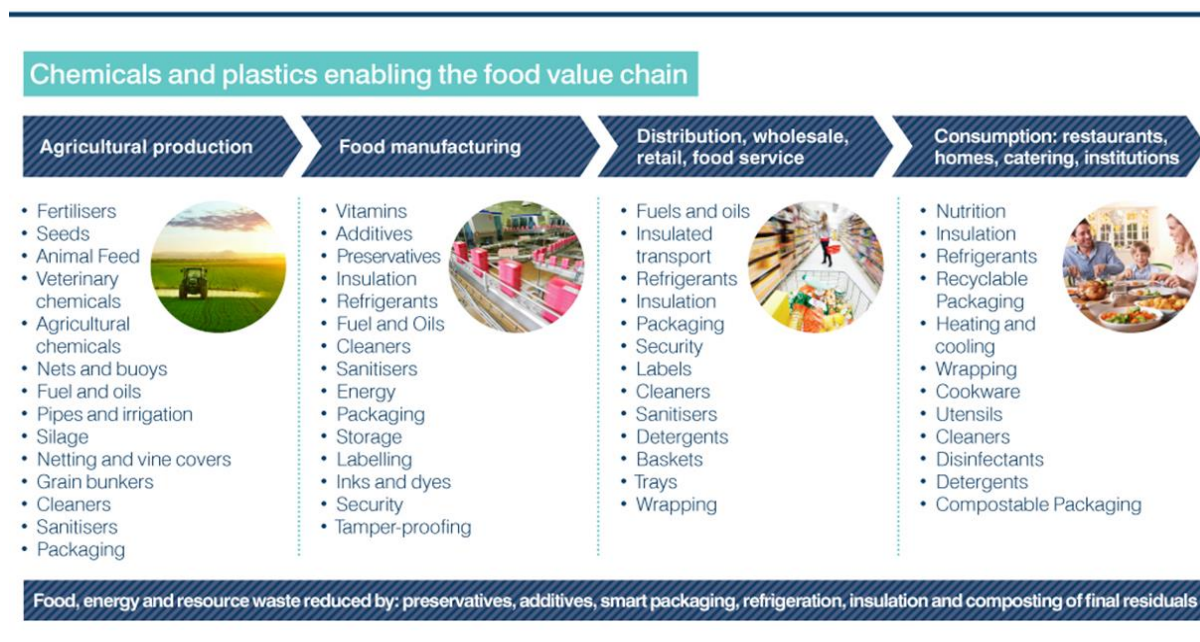 Chemicals and plastics enabling the food value chain
Agricultural production
Food manufacturing
Distribution, wholesale,
retail, food service
Consumption: restaurants,
homes, catering, institutions
• Fertilisers
• Seeds
• Animal Feed
• Veterinary
chemicals
• Agricultural
chemicals
• Nets and buoys
• Fuel and oils
• Pipes and irrigation
• Silage
• Netting and vine covers
• Grain bunkers
• Cleaners
• Sanitisers
• Packaging
• Vitamins
• Additives
• Preservatives
• Insulation
• Refrigerants
• Fuel and Oils
• Cleaners
• Sanitisers
• Energy
• Packaging
• Storage
• Labelling
• Inks and dyes
• Security
• Tamper-proofing
• Fuels and oils
• Insulated
transport
• Refrigerants
• Insulation
• Packaging
• Security
• Labels
• Cleaners
• Sanitisers
• Detergents
• Baskets
• Trays
• Wrapping
• Nutrition
• Insulation
• Refrigerants
• Recyclable
Packaging
• Heating and
cooling
• Wrapping
• Cookware
• Utensils
• Cleaners
• Disinfectants
• Detergents
• Compostable Packaging
Food, energy and resource waste reduced by: preservatives, additives, smart packaging, refrigeration, insulation and composting of final residuals